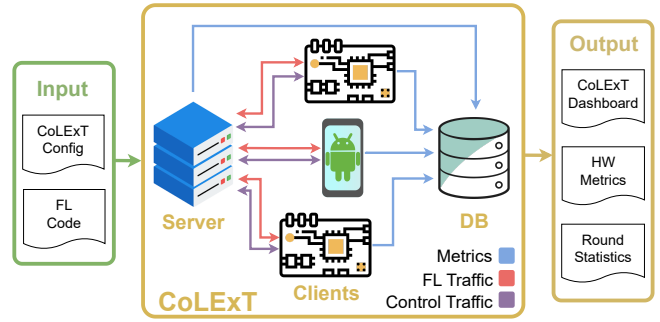 Input
CoLExT
Config
FL
Code
Server
Clients
DB
Metrics
FL Traffic
Control Traffic
CoLExT
Output
CoLExT
Dashboard
HW
Metrics
Round
Statistics